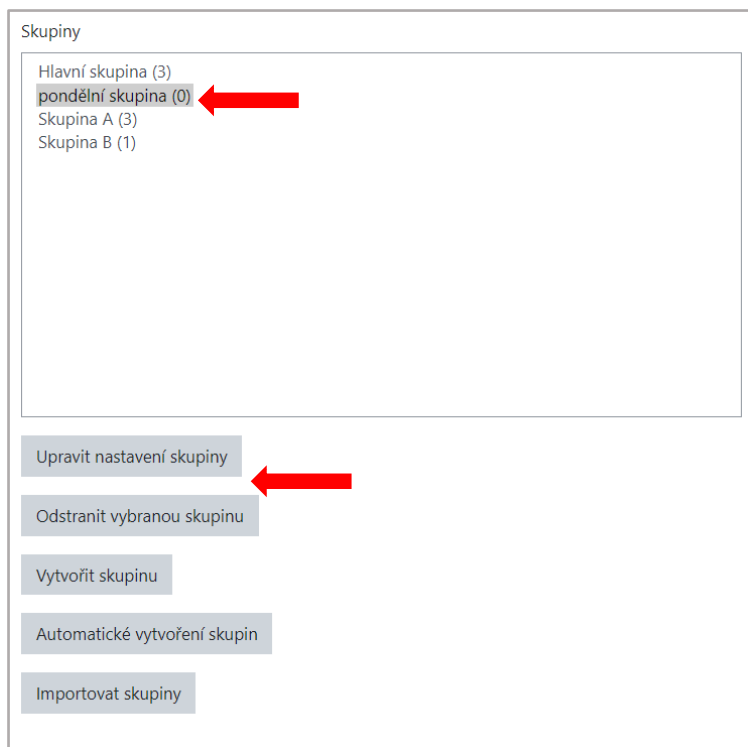 Skupiny
Hlavní skupina (3)
pondělní skupina (0)
Skupina A (3)
Skupina B (1)
Upravit nastavení skupiny
Odstranit vybranou skupinu
Vytvořit skupinu
Automatické vytvoření skupin
Importovat skupiny